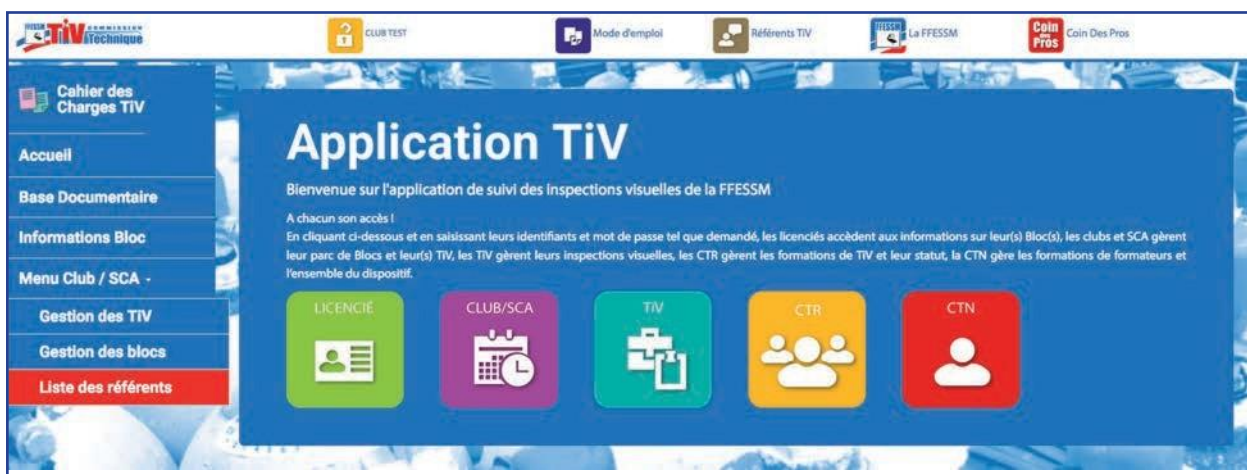 FFESSM TiV COMMISSION Technique
CLUB TEST
Mode d'emploi
Référents TiV
FFESSM
La FFESSM
Coin des Pros
Coin Des Pros
Cahier des
Charges TiV
Accueil
Base Documentaire
Informations Bloc
Menu Club / SCA -
Gestion des TiV
Gestion des blocs
Liste des référents
Application TiV
Bienvenue sur l'application de suivi des inspections visuelles de la FFESSM
A chacun son accès !
En cliquant ci-dessous et en saisissant leurs identifiants et mot de passe tel que demandé, les licenciés accèdent aux informations sur leur(s) Bloc(s), les clubs et SCA gèrent
leur parc de Blocs et leur(s) TiV, les TiV gèrent leurs inspections visuelles, les CTR gèrent les formations de TiV et leur statut, la CTN gère les formations de formateurs et
l'ensemble du dispositif.
LICENCIÉ
CLUB/SCA
TiV
CTR
CTN